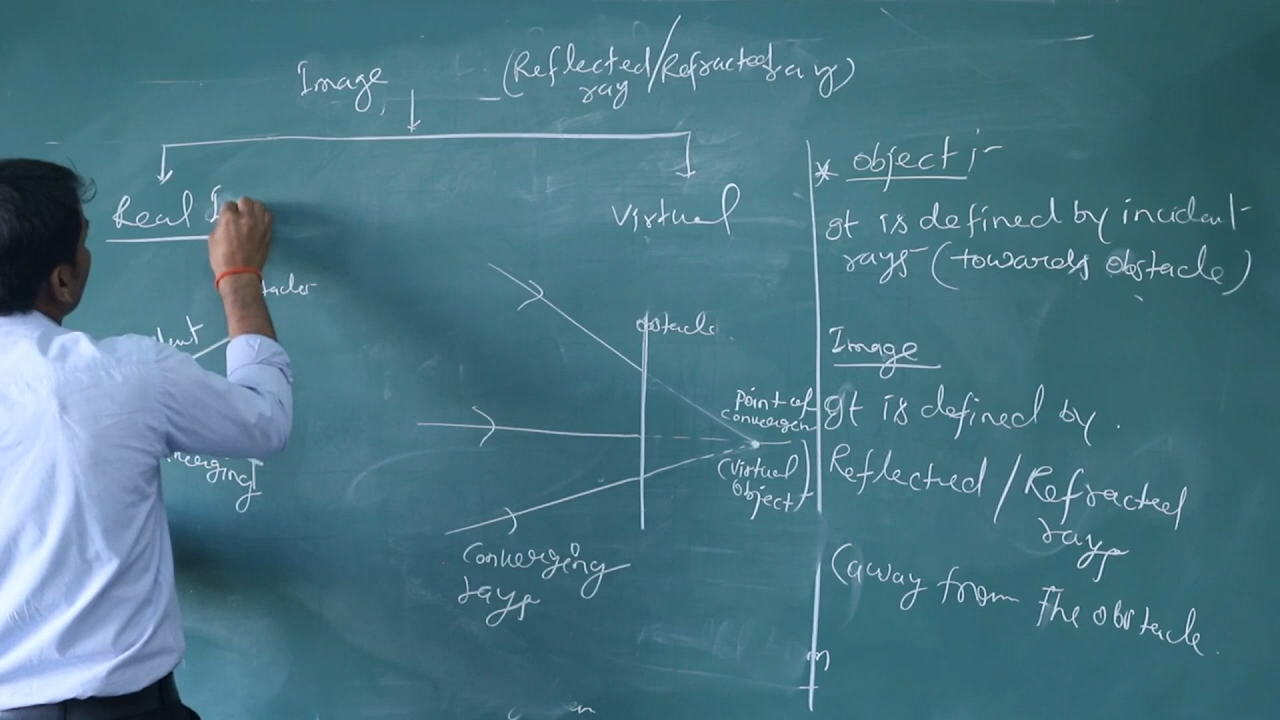 Image (Reflected/Refracted ray)
ray
Real I
Virtual
obstacle
Point of
convergen
(Virtual
Object)
Converging
rays
* Object :-
It is defined by incident
rays (towards obstacle)
Image
It is defined by.
Reflected / Refracted
rays
(away from the obstacle.